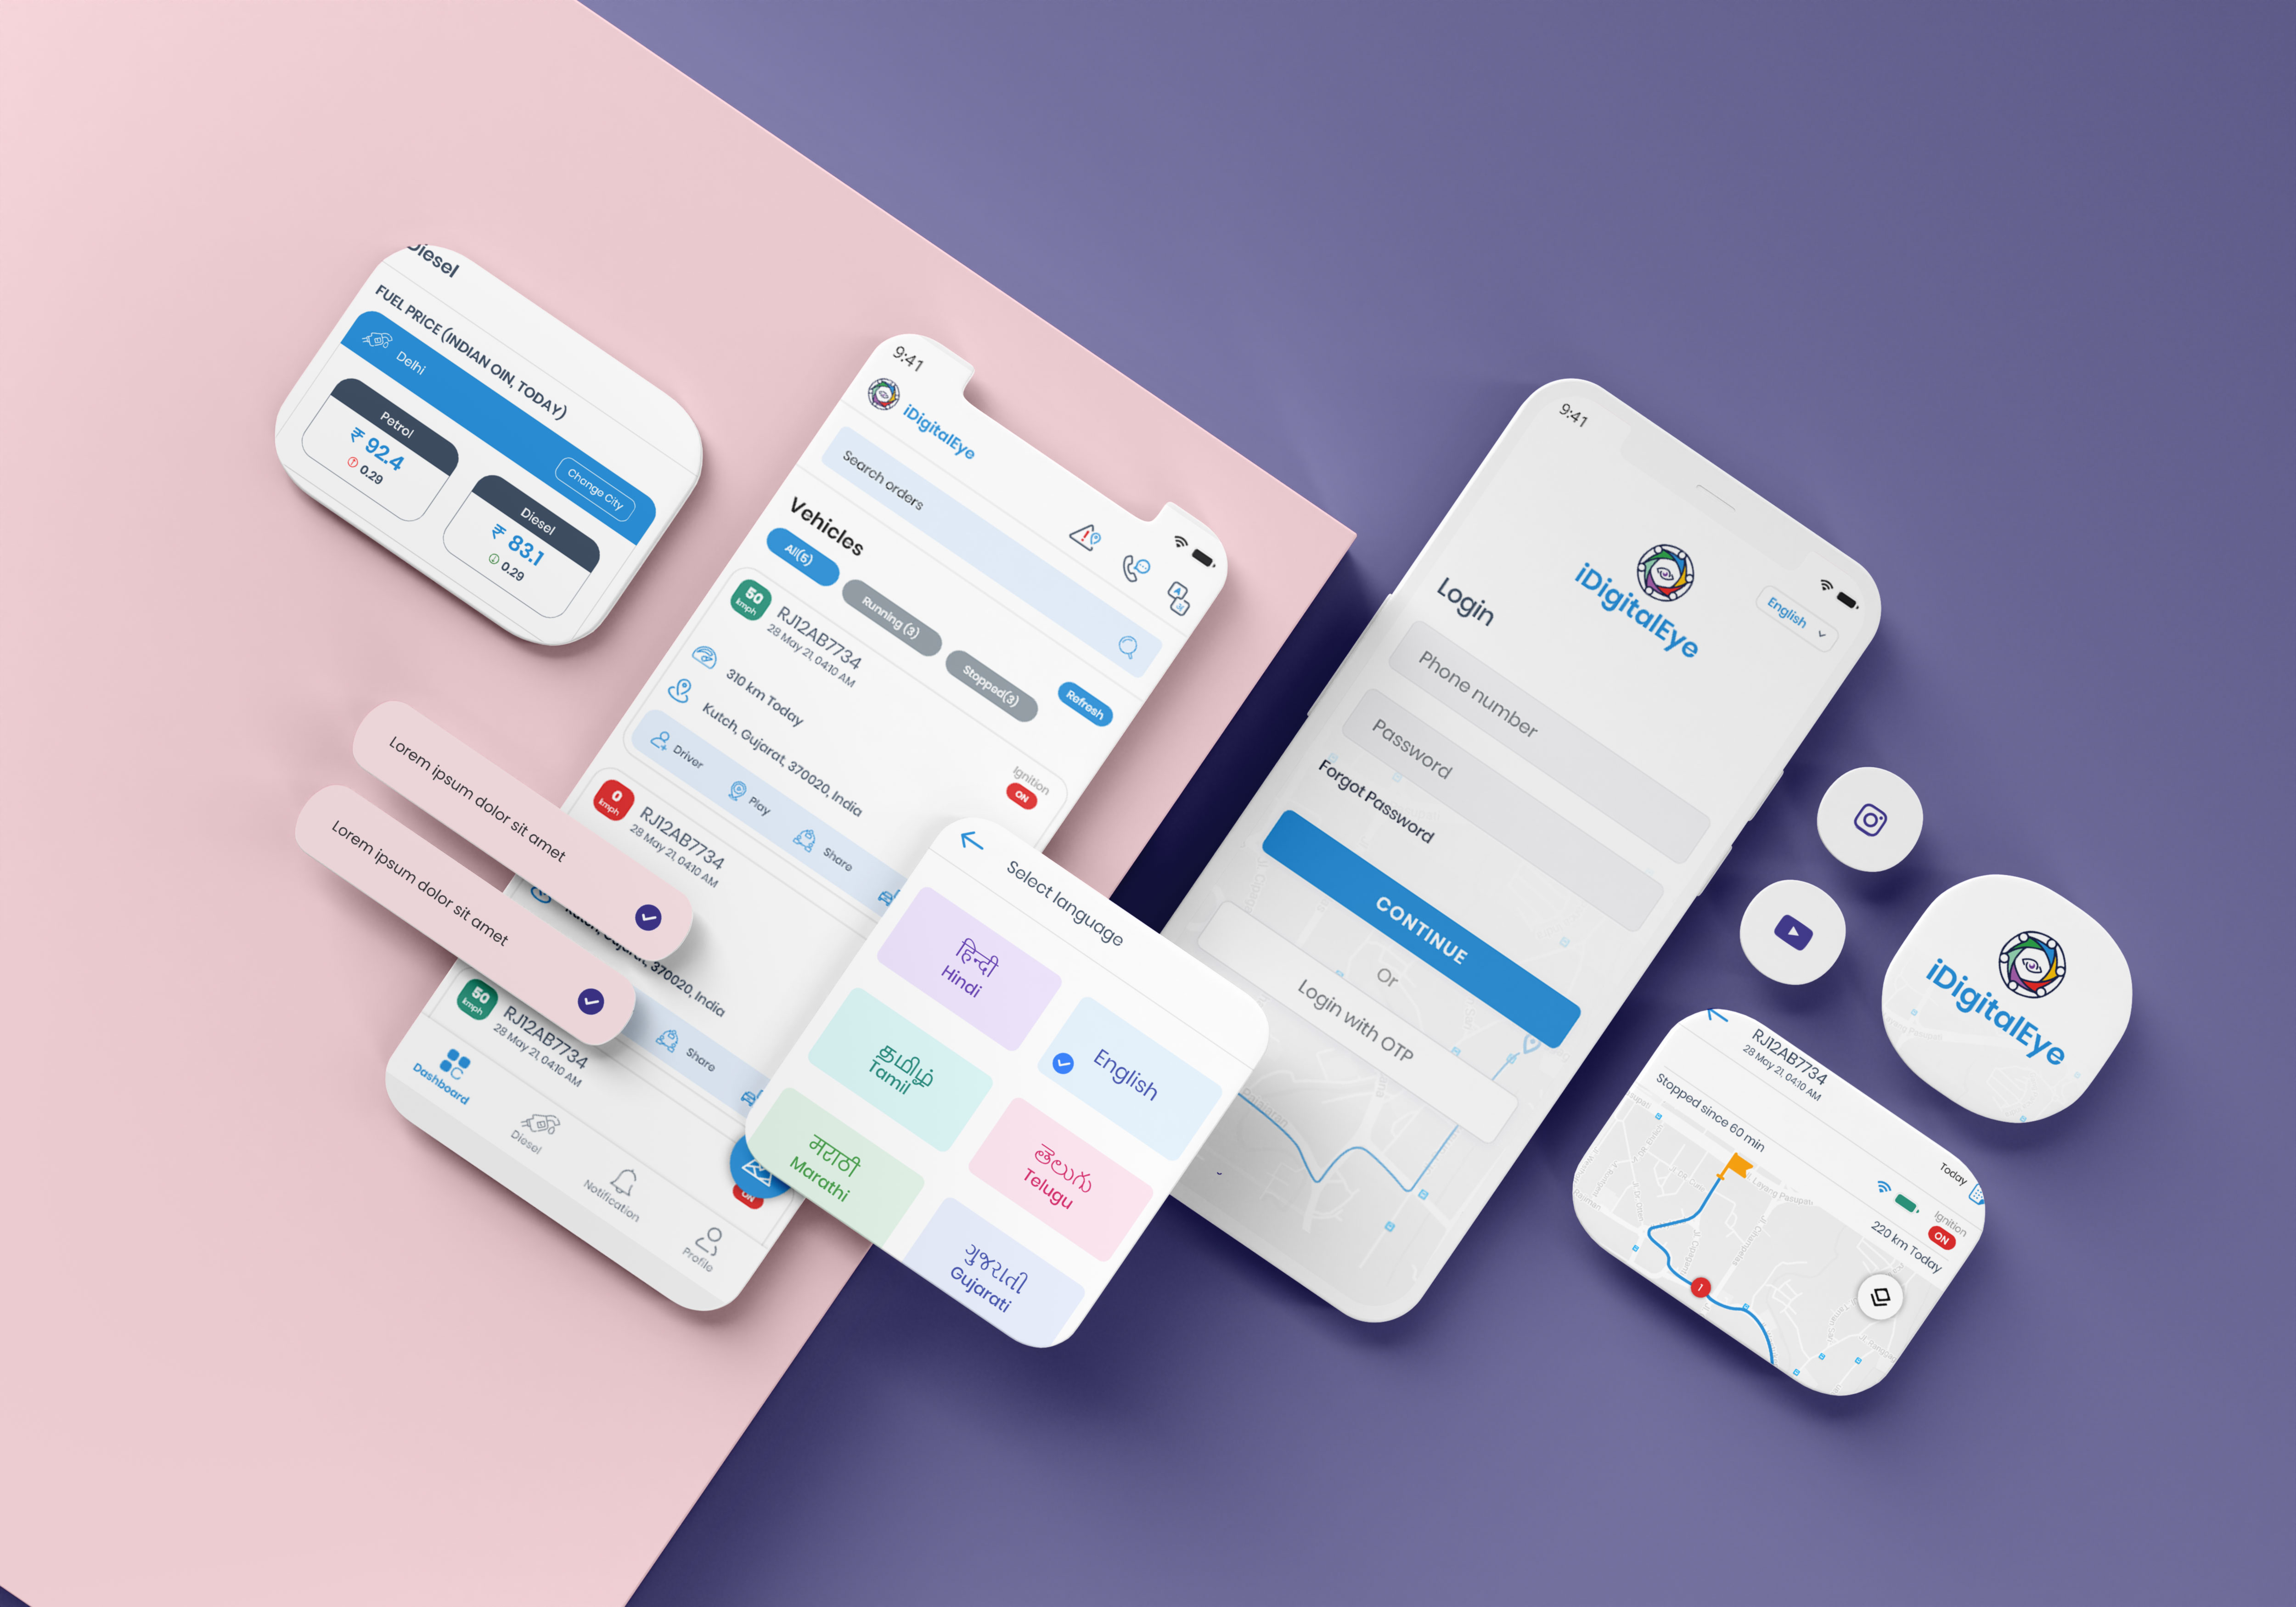 Diesel
FUEL PRICE (INDIAN OIN, TODAY)
Delhi
Change City
Petrol
₹ 92.4
0.29
Diesel
₹ 83.1
0.29
Lorem ipsum dolor sit amet
Lorem ipsum dolor sit amet
9:41
iDigitalEye
Search orders
Vehicles
All(5)
Running (3)
Stopped(3)
Refresh
50
kmph
RJ12AB7734
28 May 21, 04:10 AM
310 km Today
Kutch, Gujarat, 370020, India
Ignition
ON
Driver
Play
Share
0
kmph
RJ12AB7734
28 May 21, 04:10 AM
Kutch, Gujarat, 370020, India
Share
50
kmph
RJ12AB7734
28 May 21, 04:10 AM
ON
Dashboard
Diesel
Notification
Profile
Select language
हिन्दी
Hindi
English
தமிழ்
Tamil
తెలుగు
Telugu
मराठी
Marathi
ગુજરાતી
Gujarati
9:41
iDigitalEye
English
Login
Phone number
Password
Forgot Password
CONTINUE
Or
Login with OTP
iDigitalEye
RJ12AB7734
28 May 21, 04:10 AM
Today
Stopped since 60 min
Ignition
ON
220 km Today
1